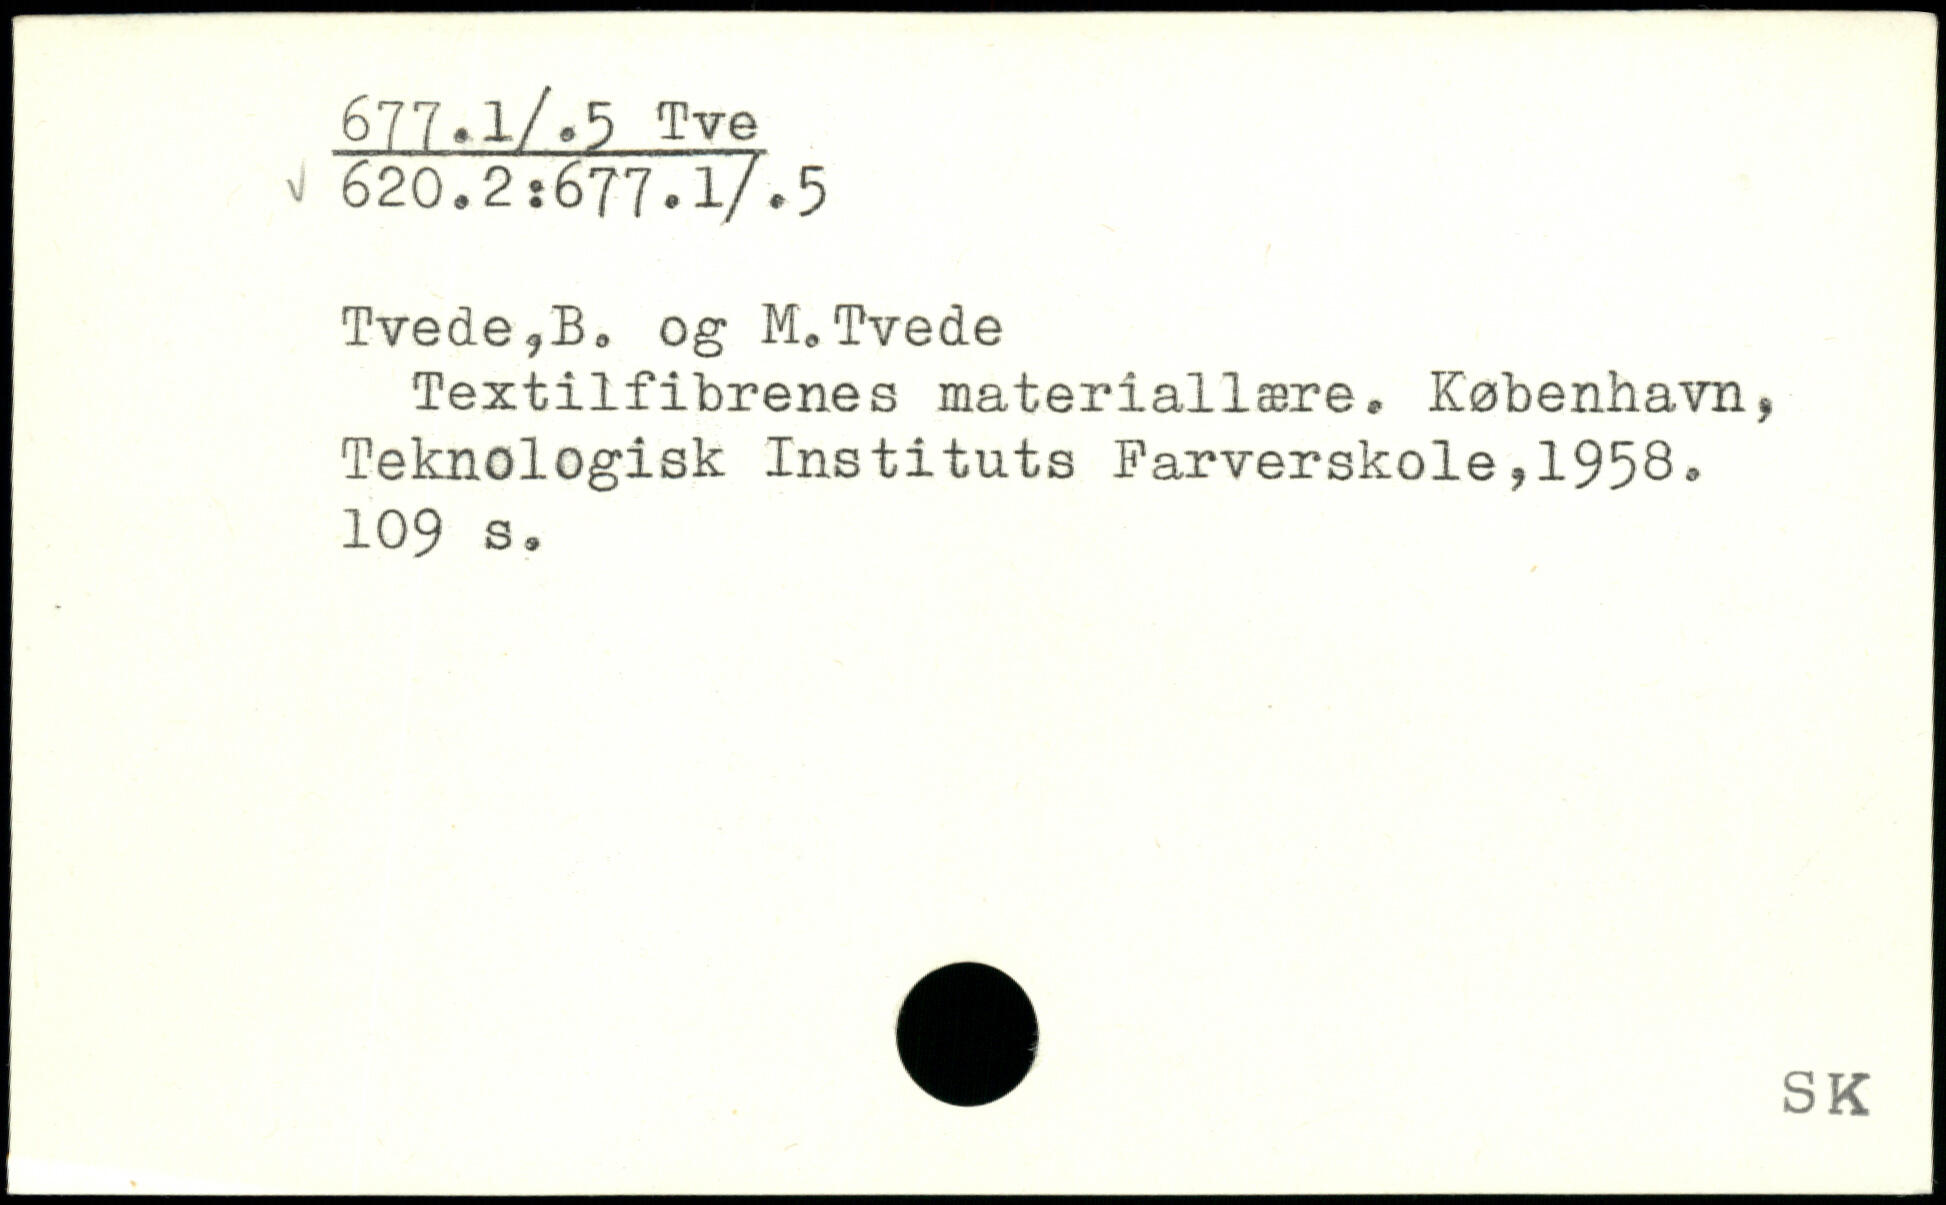 677.1/.5 Tve
√ 620.2:677.1/.5
Tvede,B. og M.Tvede
Textilfibrenes materiallære. København,
Teknologisk Instituts Farverskole,1958.
109 s.
SK